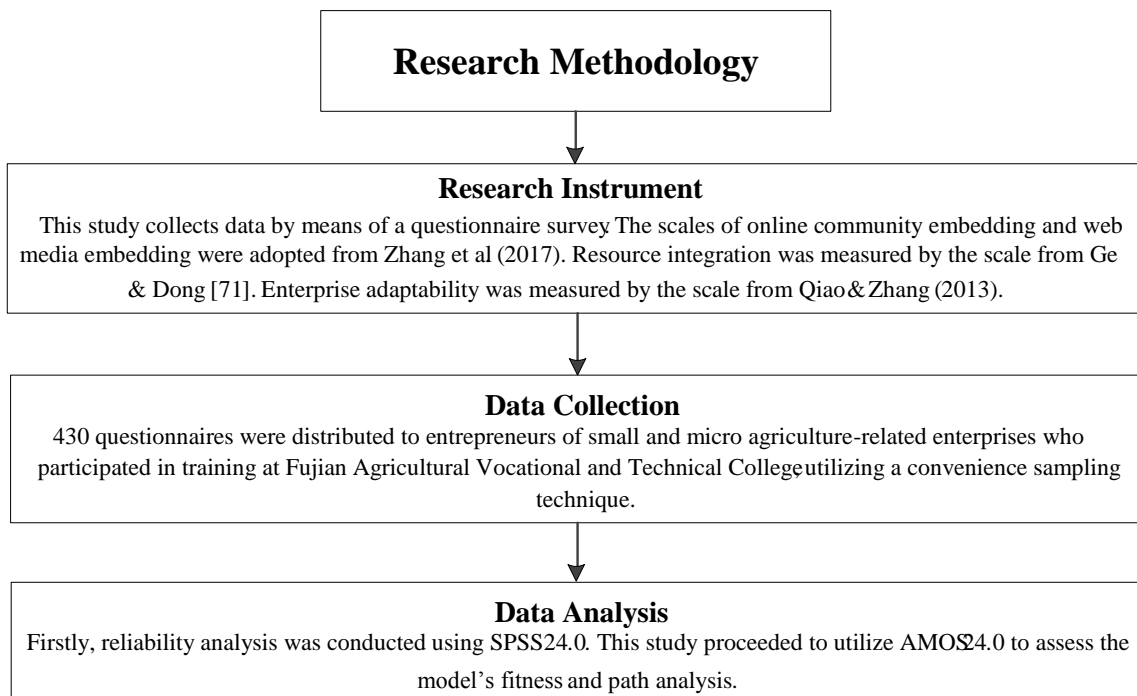 Research Methodology
Research Instrument
This study collects data by means of a questionnaire survey. The scales of online community embedding and web
media embedding were adopted from Zhang et al (2017). Resource integration was measured by the scale from Ge
& Dong [71]. Enterprise adaptability was measured by the scale from Qiao & Zhang (2013).
Data Collection
430 questionnaires were distributed to entrepreneurs of small and micro agriculture-related enterprises who
participated in training at Fujian Agricultural Vocational and Technical College, utilizing a convenience sampling
technique.
Data Analysis
Firstly, reliability analysis was conducted using SPSS24.0. This study proceeded to utilize AMOS24.0 to assess the
model's fitness and path analysis.